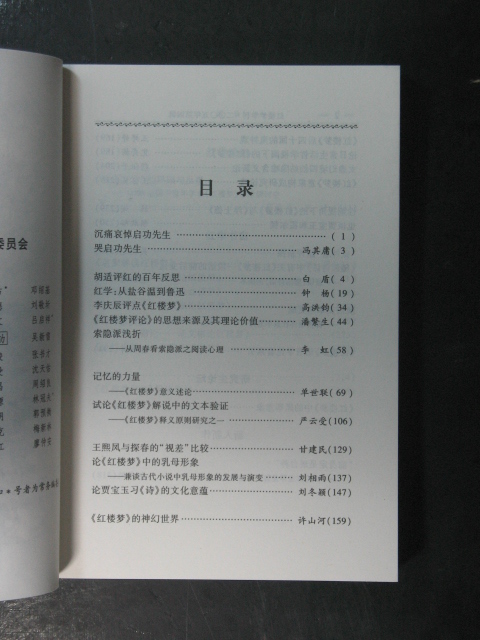 委员会
目录
沉痛哀悼启功先生 ……………………………… ( 1 )
哭启功先生 ……………………………… 冯其庸( 3 )
胡适评红的百年反思 ……………………………… 白 盾( 4 )
红学:从盐谷温到鲁迅 ……………………………… 钟 杨(19)
李庆辰评点《红楼梦》 ……………………………… 高洪钧(34)
《红楼梦评论》的思想来源及其理论价值 …………… 潘繁生(44)
索隐派浅折
——从周春看索隐派之阅读心理 …………… 李 虹(58)
记忆的力量
——《红楼梦》意义述论 …………… 单世联(69)
试论《红楼梦》解说中的文本验证
——《红楼梦》释义原则研究之一 …………… 严云受(106)
王熙凤与探春的“视差”比较 …………… 甘建民(129)
论《红楼梦》中的乳母形象
——兼谈古代小说中乳母形象的发展与演变 …………… 刘相雨(137)
论贾宝玉习《诗》的文化意蕴 …………… 刘冬颖(147)
《红楼梦》的神幻世界 …………… 许山河(159)